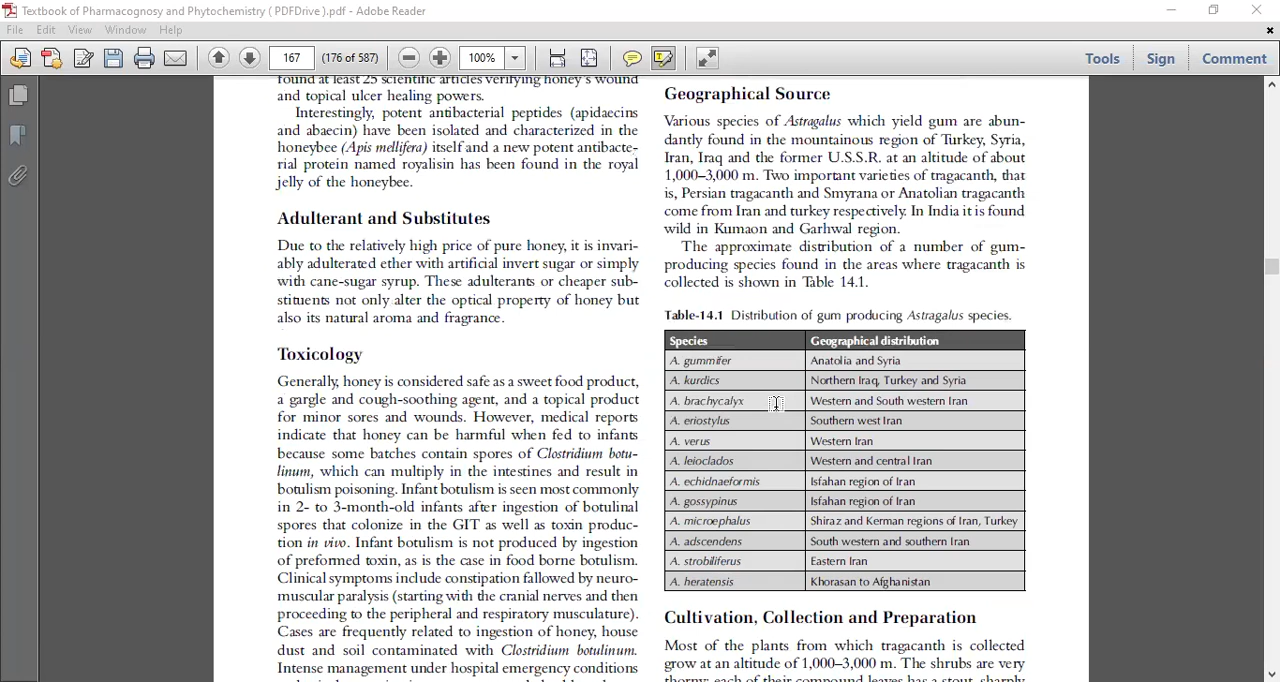 Textbook of Pharmacognosy and Phytochemistry ( PDFDrive ).pdf - Adobe Reader
File Edit View Window Help
167 (176 of 587) 100% Tools Sign Comment
found at least 25 scientific articles verifying honey's wound
and topical ulcer healing powers.
Interestingly, potent antibacterial peptides (apidaecins
and abaecin) have been isolated and characterized in the
honeybee (Apis mellifera) itself and a new potent antibacte-
rial protein named royalisin has been found in the royal
jelly of the honeybee.
Adulterant and Substitutes
Due to the relatively high price of pure honey, it is invari-
ably adulterated ether with artificial invert sugar or simply
with cane-sugar syrup. These adulterants or cheaper sub-
stituents not only alter the optical property of honey but
also its natural aroma and fragrance.
Toxicology
Generally, honey is considered safe as a sweet food product,
a gargle and cough-soothing agent, and a topical product
for minor sores and wounds. However, medical reports
indicate that honey can be harmful when fed to infants
because some batches contain spores of Clostridium botu-
linum, which can multiply in the intestines and result in
botulism poisoning. Infant botulism is seen most commonly
in 2- to 3-month-old infants after ingestion of botulinal
spores that colonize in the GIT as well as toxin produc-
tion in vivo. Infant botulism is not produced by ingestion
of preformed toxin, as is the case in food borne botulism.
Clinical symptoms include constipation fallowed by neuro-
muscular paralysis (starting with the cranial nerves and then
proceeding to the peripheral and respiratory musculature).
Cases are frequently related to ingestion of honey, house
dust and soil contaminated with Clostridium botulinum.
Intense management under hospital emergency conditions
Geographical Source
Various species of Astragalus which yield gum are abun-
dantly found in the mountainous region of Turkey, Syria,
Iran, Iraq and the former U.S.S.R. at an altitude of about
1,000–3,000 m. Two important varieties of tragacanth, that
is, Persian tragacanth and Smyrana or Anatolian tragacanth
come from Iran and turkey respectively. In India it is found
wild in Kumaon and Garhwal region.
The approximate distribution of a number of gum-
producing species found in the areas where tragacanth is
collected is shown in Table 14.1.
Table-14.1 Distribution of gum producing Astragalus species.
Species Geographical distribution
A. gummifer Anatolia and Syria
A. kurdics Northern Iraq, Turkey and Syria
A. brachycalyx Western and South western Iran
A. eriostylus Southern west Iran
A. verus Western Iran
A. leioclados Western and central Iran
A. echidnaeformis Isfahan region of Iran
A. gossypinus Isfahan region of Iran
A. microephalus Shiraz and Kerman regions of Iran, Turkey
A. adscendens South western and southern Iran
A. strobiliferus Eastern Iran
A. heratensis Khorasan to Afghanistan
Cultivation, Collection and Preparation
Most of the plants from which tragacanth is collected
grow at an altitude of 1,000–3,000 m. The shrubs are very
thorny; each of their compound leaves has a stout, sharply